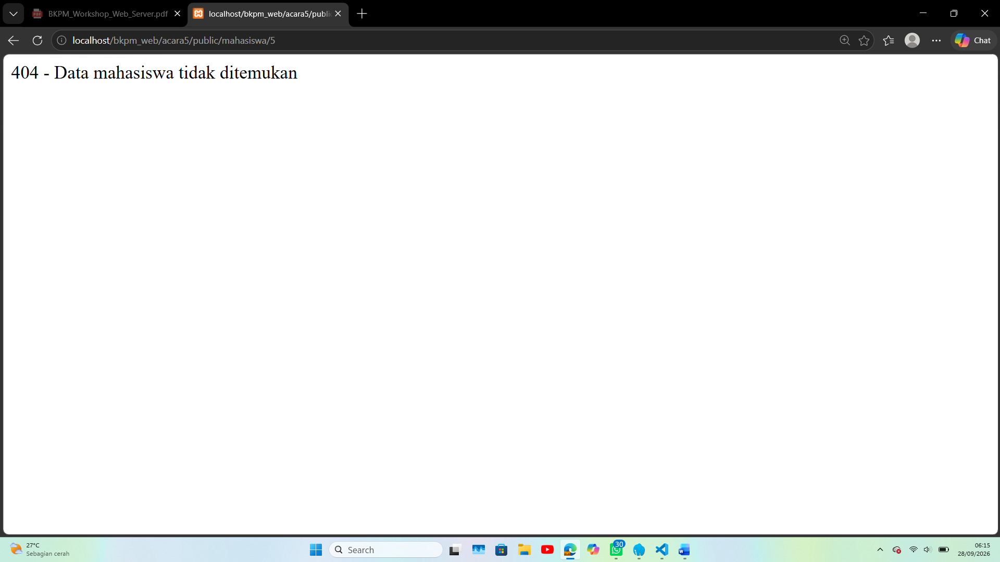 BKPM_Workshop_Web_Server.pdf
localhost/bkpm_web/acara5/publi
localhost/bkpm_web/acara5/public/mahasiswa/5
Chat
404 - Data mahasiswa tidak ditemukan
27°C
Sebagian cerah
Search
30
06:15
28/09/2026